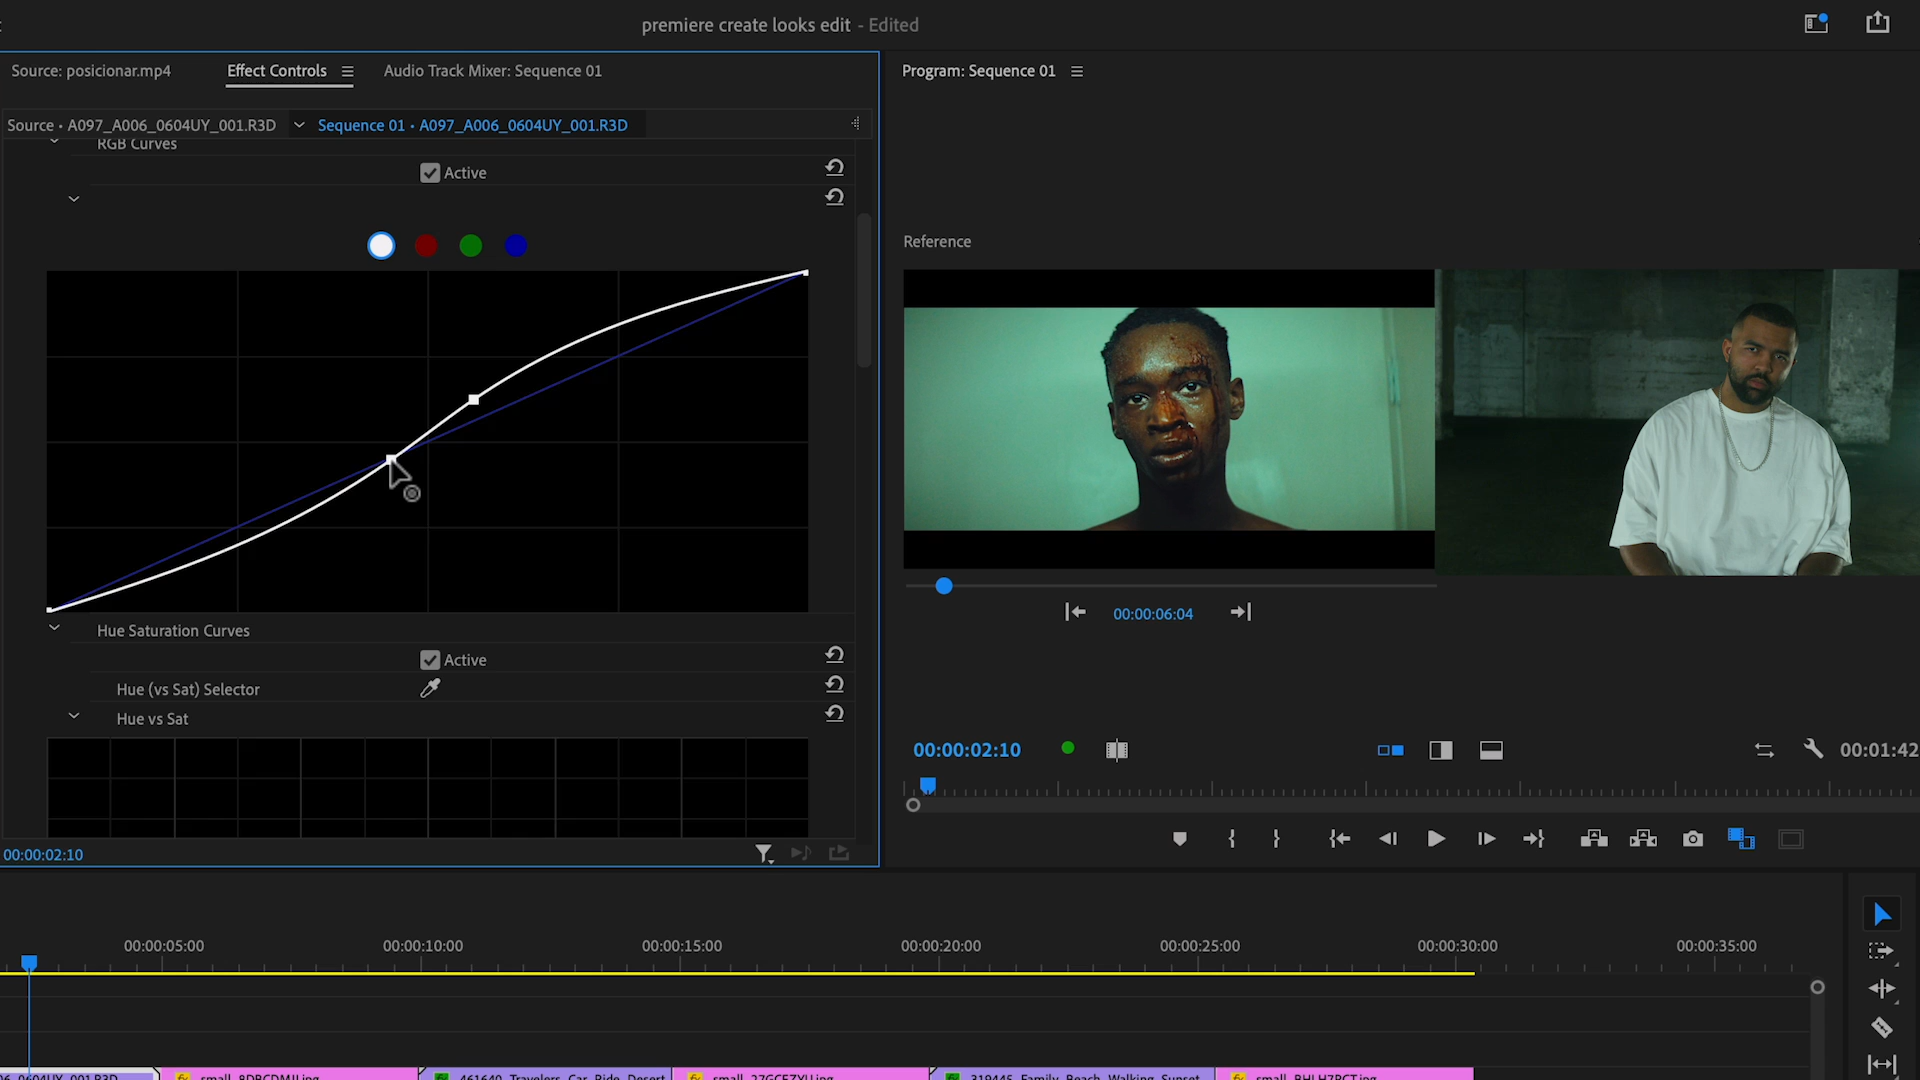 premiere create looks edit - Edited
Source: posicionar.mp4
Effect Controls
Audio Track Mixer: Sequence 01
Program: Sequence 01
Source • A097_A006_0604UY_001.R3D
Sequence 01 • A097_A006_0604UY_001.R3D
RGB Curves
Active
Reference
Hue Saturation Curves
Active
Hue (vs Sat) Selector
Hue vs Sat
00:00:06:04
00:00:02:10
00:01:42
00:00:02:10
00:00:05:00
00:00:10:00
00:00:15:00
00:00:20:00
00:00:25:00
00:00:30:00
00:00:35:00
461640_Travelers_Car_Ride_Desert
319445_Family_Beach_Walking_Sunset